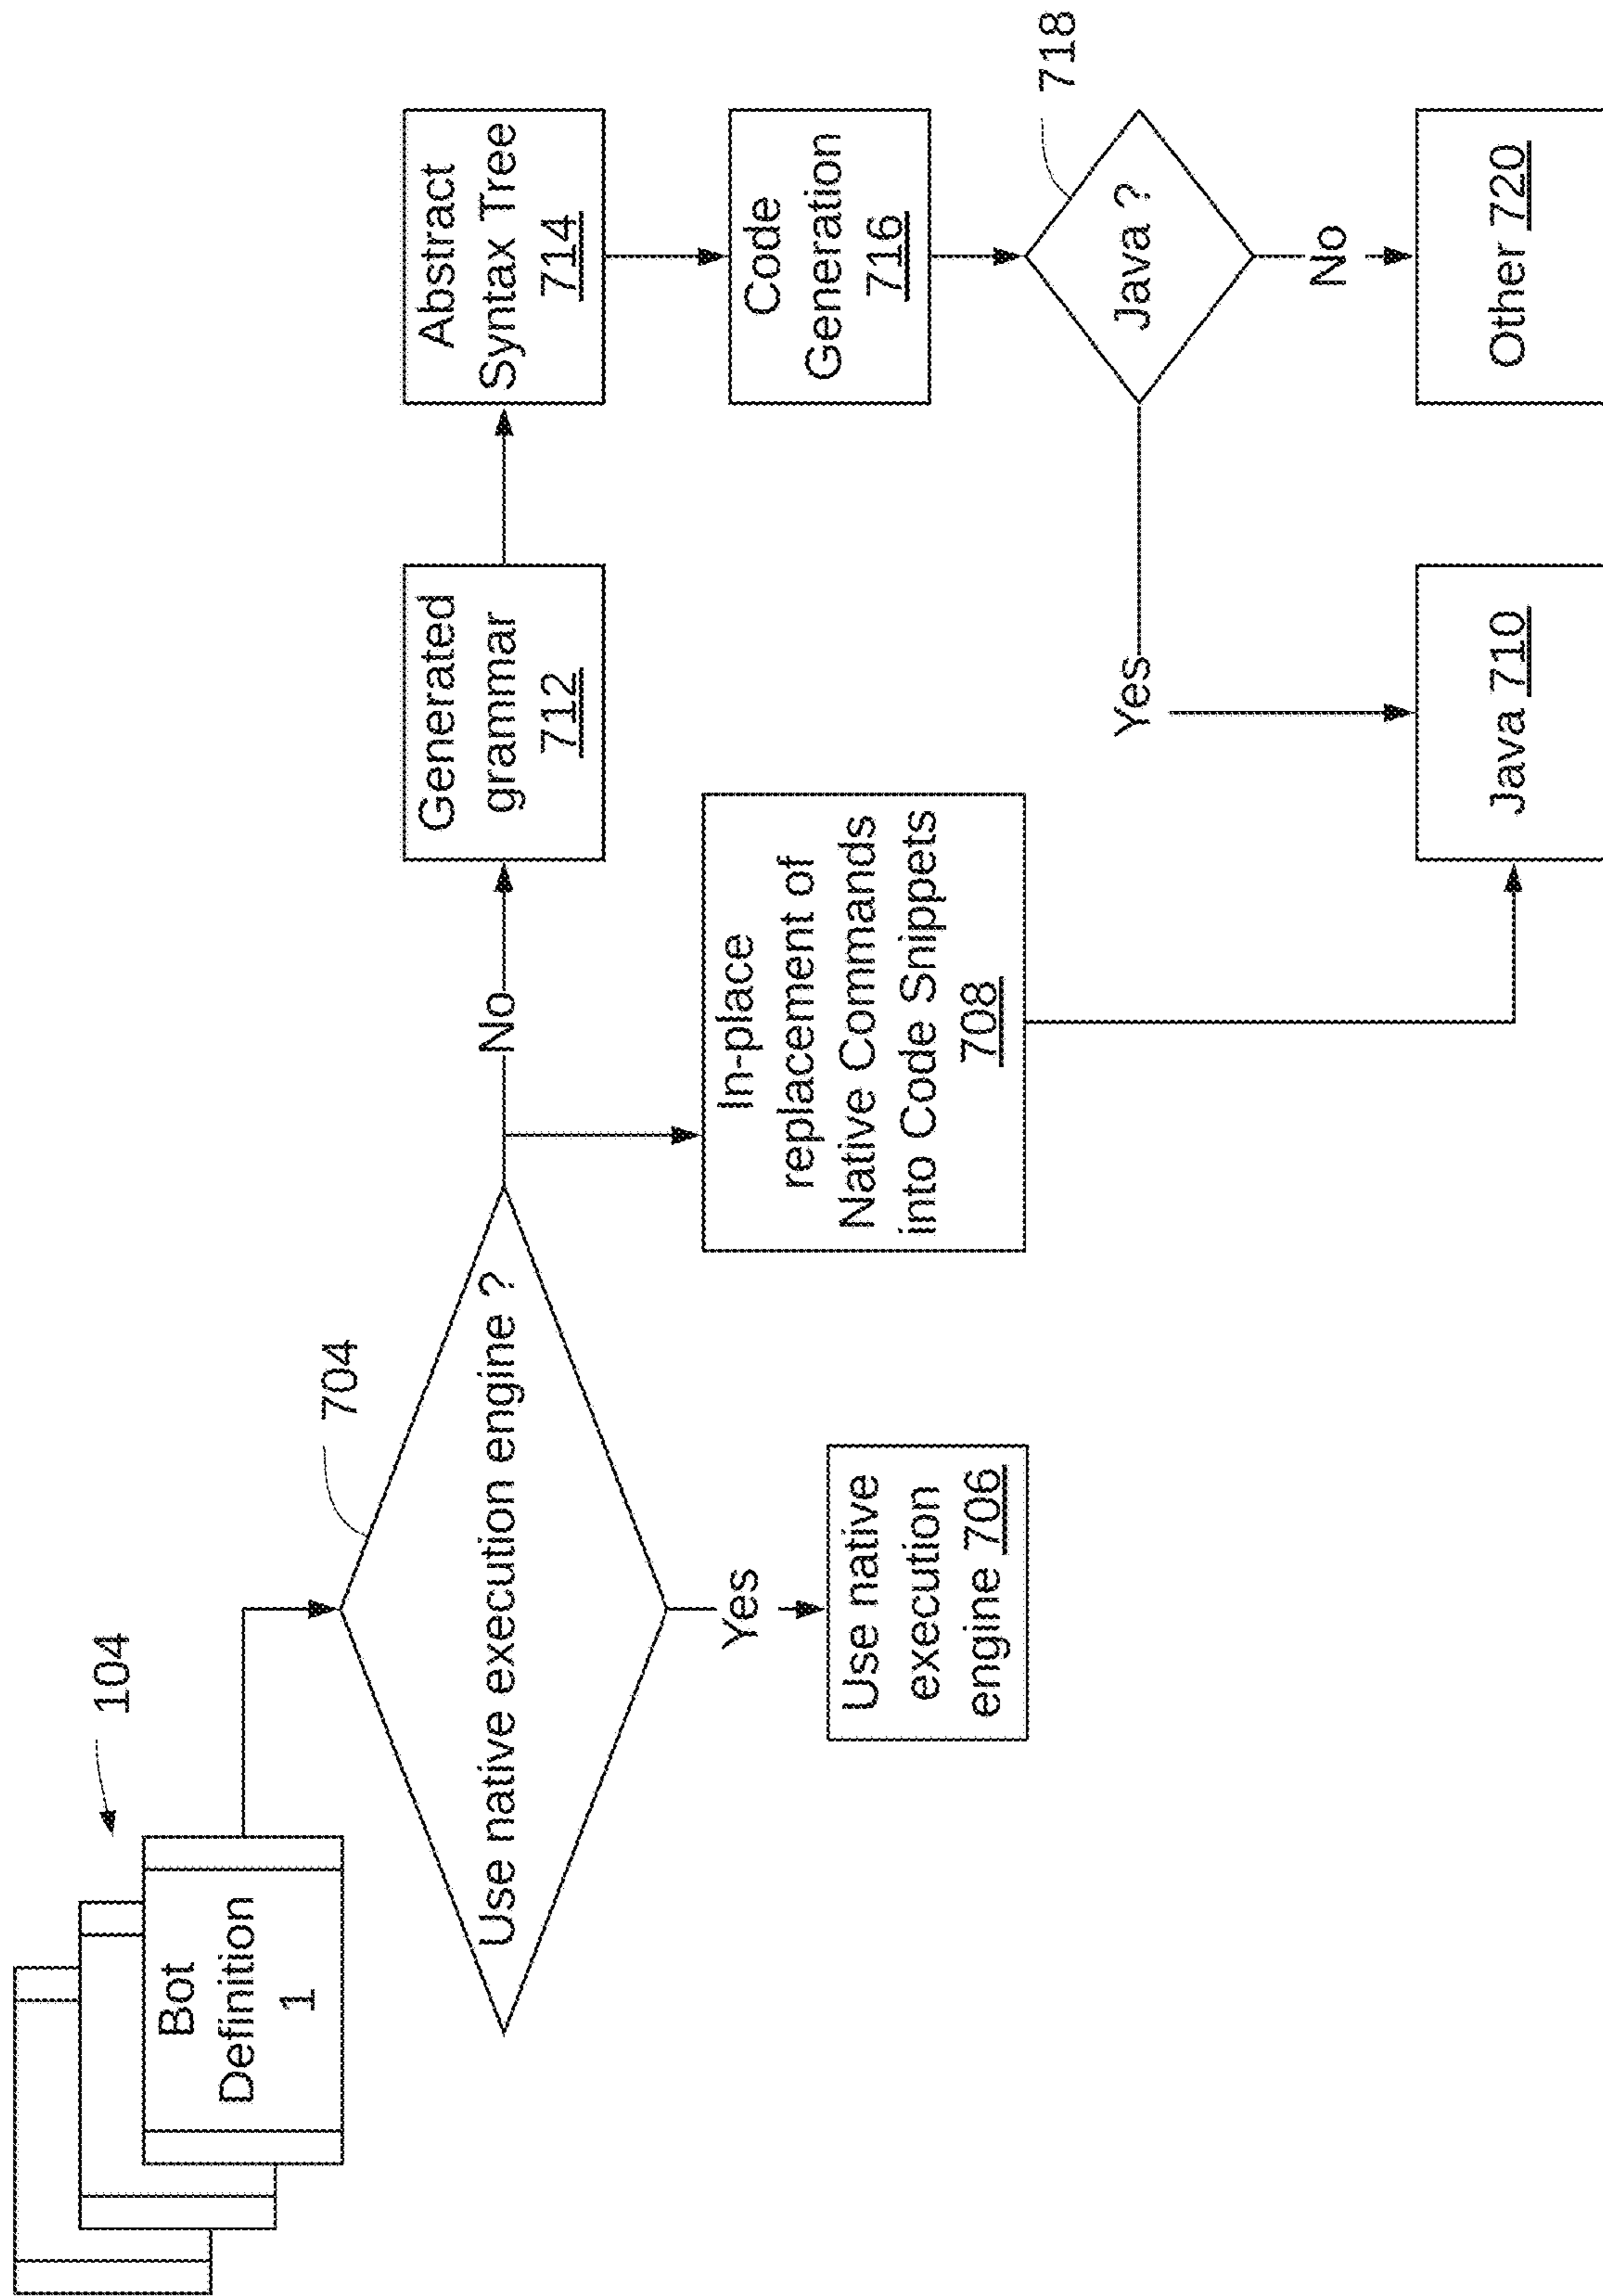 104
Bot
Definition
1
704
Use native execution engine ?
Yes
Use native
execution
engine 706
No
In-place
replacement of
Native Commands
into Code Snippets
708
Generated
grammar
712
Abstract
Syntax Tree
714
Code
Generation
716
718
Java ?
Yes
No
Java 710
Other 720